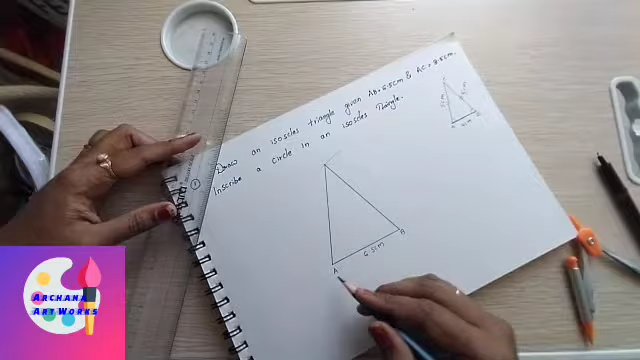 Draw an isosceles triangle given AB = 6.5cm & AC = 8.5cm.
Inscribe a circle in an isosceles Triangle.
C
A
B
6.5cm
ARCHANA
ART WORKS